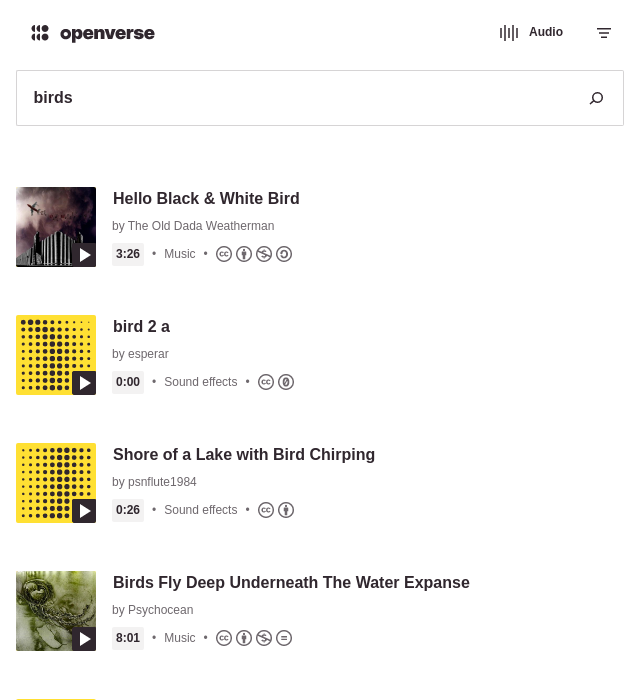 openverse
Audio
birds
Hello Black & White Bird
by The Old Dada Weatherman
3:26 • Music •
bird 2 a
by esperar
0:00 • Sound effects •
Shore of a Lake with Bird Chirping
by psnflute1984
0:26 • Sound effects •
Birds Fly Deep Underneath The Water Expanse
by Psychocean
8:01 • Music •